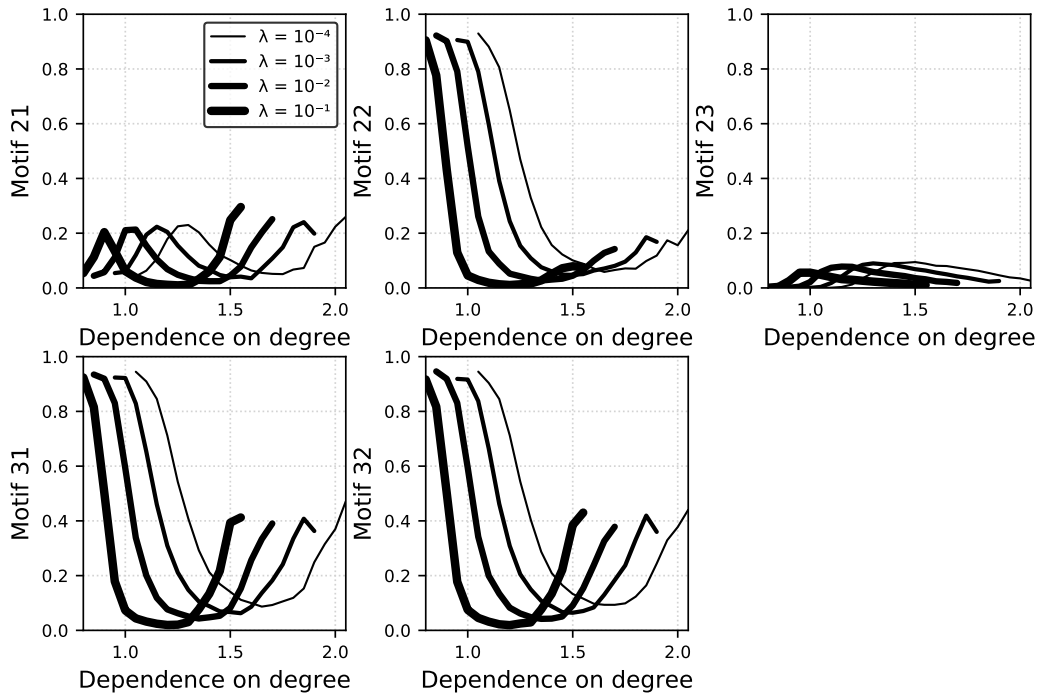 1.0 1.0 1.0
λ = 10⁻⁴
λ = 10⁻³
λ = 10⁻²
λ = 10⁻¹
0.8 0.8 0.8
0.6 0.6 0.6
0.4 0.4 0.4
0.2 0.2 0.2
0.0 0.0 0.0
Motif 21 Motif 22 Motif 23
1.0 1.5 2.0 1.0 1.5 2.0 1.0 1.5 2.0
Dependence on degree Dependence on degree Dependence on degree
1.0 1.0
0.8 0.8
0.6 0.6
0.4 0.4
0.2 0.2
0.0 0.0
Motif 31 Motif 32
1.0 1.5 2.0 1.0 1.5 2.0
Dependence on degree Dependence on degree